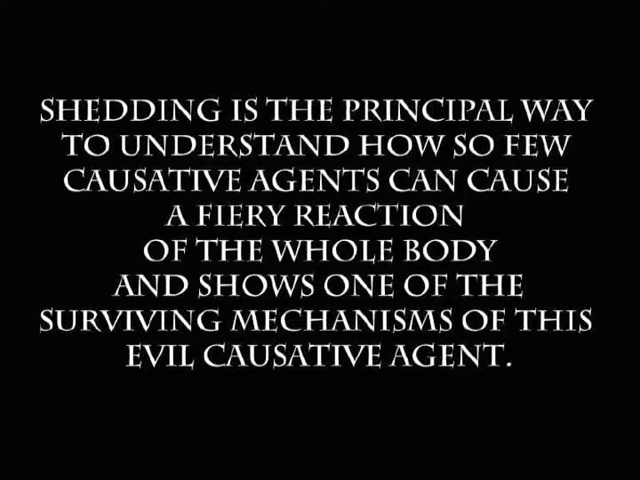 SHEDDING IS THE PRINCIPAL WAY
TO UNDERSTAND HOW SO FEW
CAUSATIVE AGENTS CAN CAUSE
A FIERY REACTION
OF THE WHOLE BODY
AND SHOWS ONE OF THE
SURVIVING MECHANISMS OF THIS
EVIL CAUSATIVE AGENT.